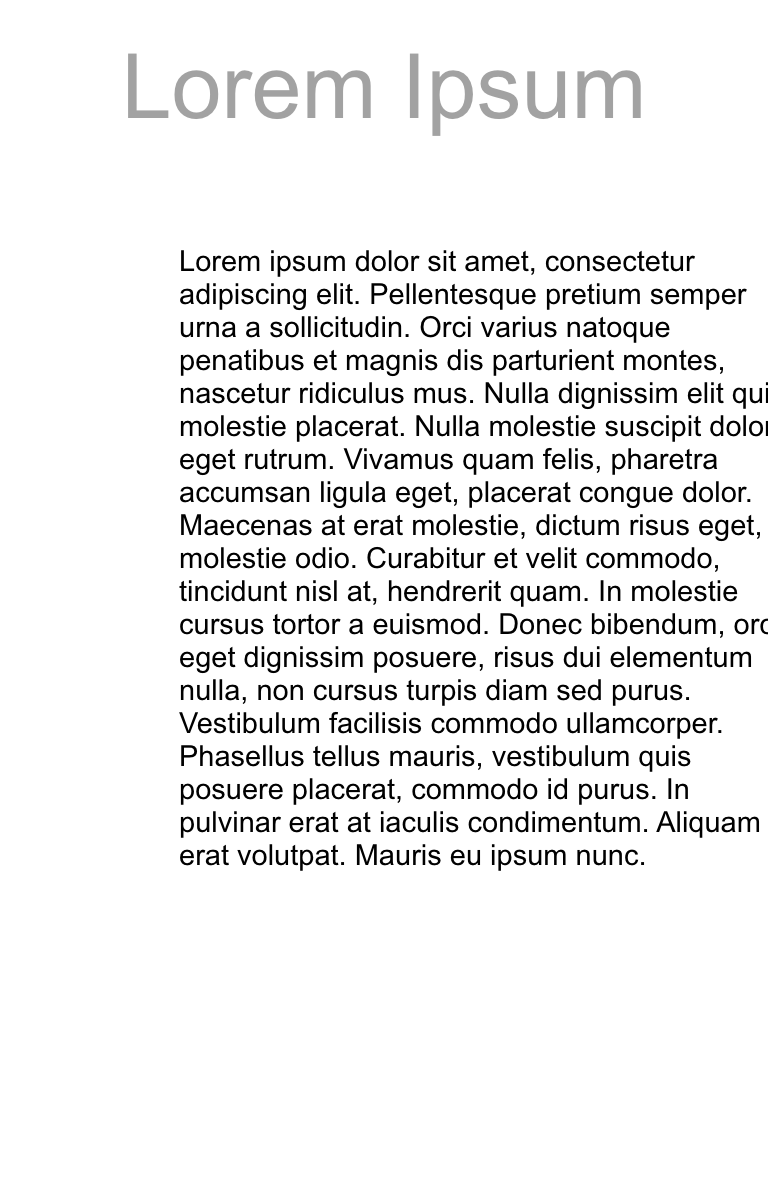 Lorem Ipsum
Lorem ipsum dolor sit amet, consectetur
adipiscing elit. Pellentesque pretium semper
urna a sollicitudin. Orci varius natoque
penatibus et magnis dis parturient montes,
nascetur ridiculus mus. Nulla dignissim elit qui
molestie placerat. Nulla molestie suscipit dolor
eget rutrum. Vivamus quam felis, pharetra
accumsan ligula eget, placerat congue dolor.
Maecenas at erat molestie, dictum risus eget,
molestie odio. Curabitur et velit commodo,
tincidunt nisl at, hendrerit quam. In molestie
cursus tortor a euismod. Donec bibendum, orc
eget dignissim posuere, risus dui elementum
nulla, non cursus turpis diam sed purus.
Vestibulum facilisis commodo ullamcorper.
Phasellus tellus mauris, vestibulum quis
posuere placerat, commodo id purus. In
pulvinar erat at iaculis condimentum. Aliquam
erat volutpat. Mauris eu ipsum nunc.